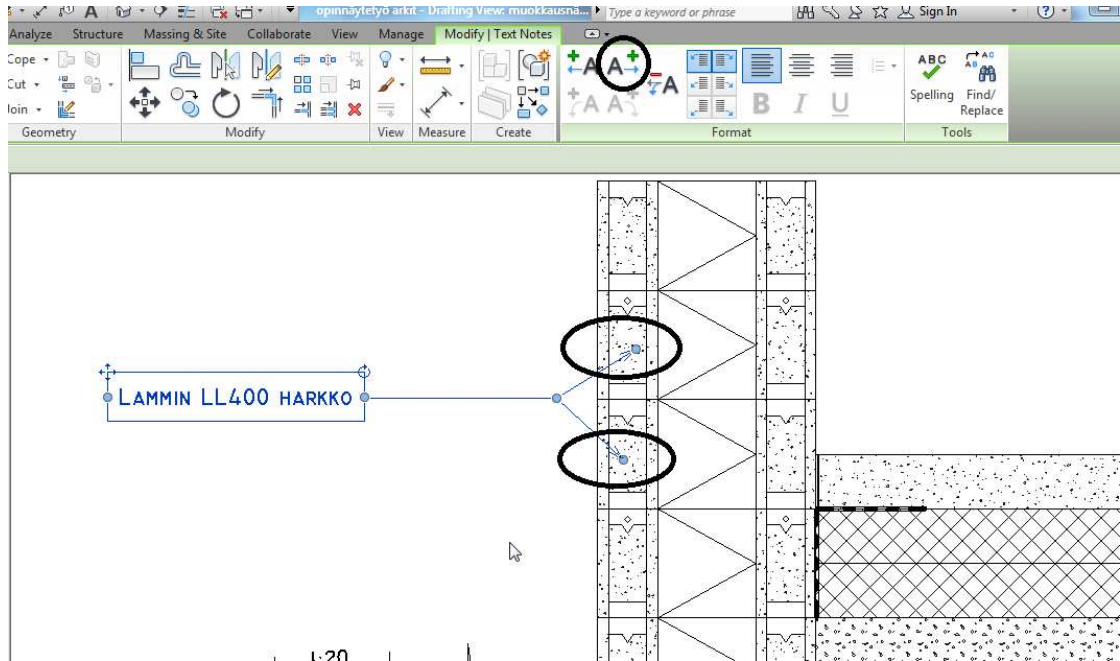 opinnäytetyö arkit - Drafting View: muokkausnä...
Type a keyword or phrase
Sign In
Analyze Structure Massing & Site Collaborate View Manage Modify | Text Notes
Cope
Cut
Join
ABC
Spelling
Find/
Replace
Geometry Modify View Measure Create Format Tools
LAMMIN LL400 HARKKO
1:20